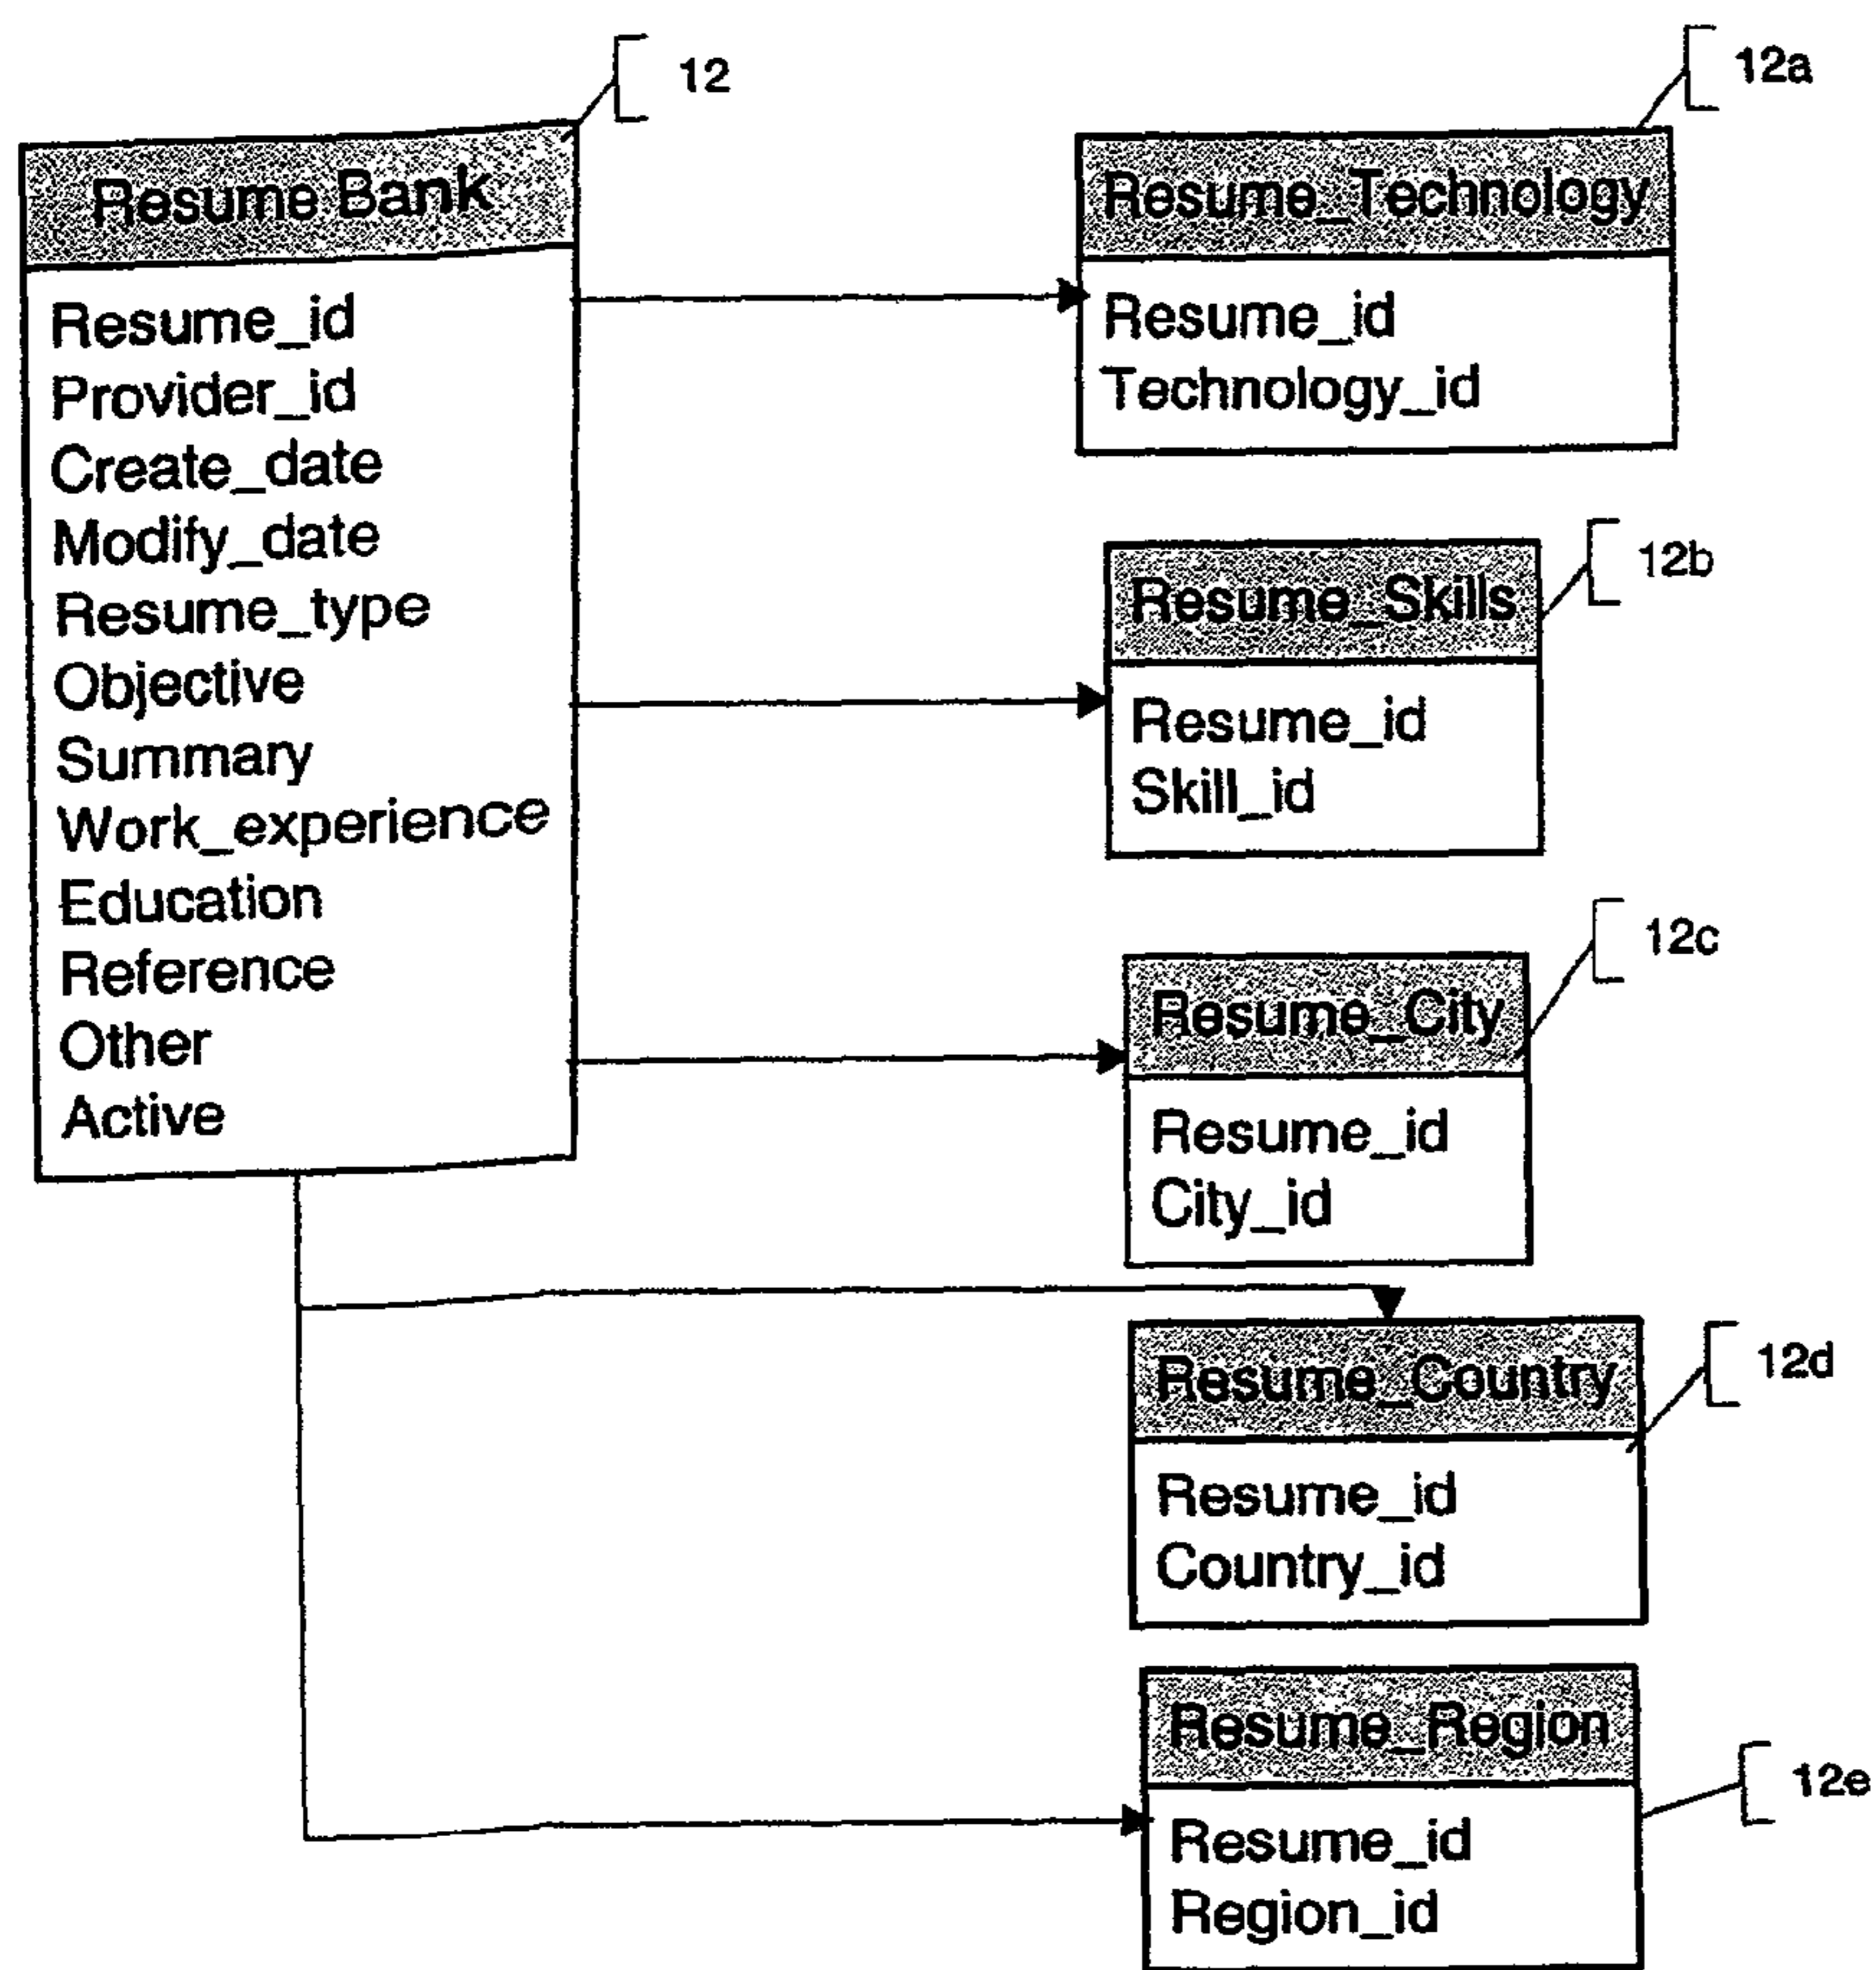 12
Resume Bank
Resume_id
Provider_id
Create_date
Modify_date
Resume_type
Objective
Summary
Work_experience
Education
Reference
Other
Active
12a
Resume_Technology
Resume_id
Technology_id
12b
Resume_Skills
Resume_id
Skill_id
12c
Resume_City
Resume_id
City_id
12d
Resume_Country
Resume_id
Country_id
12e
Resume_Region
Resume_id
Region_id